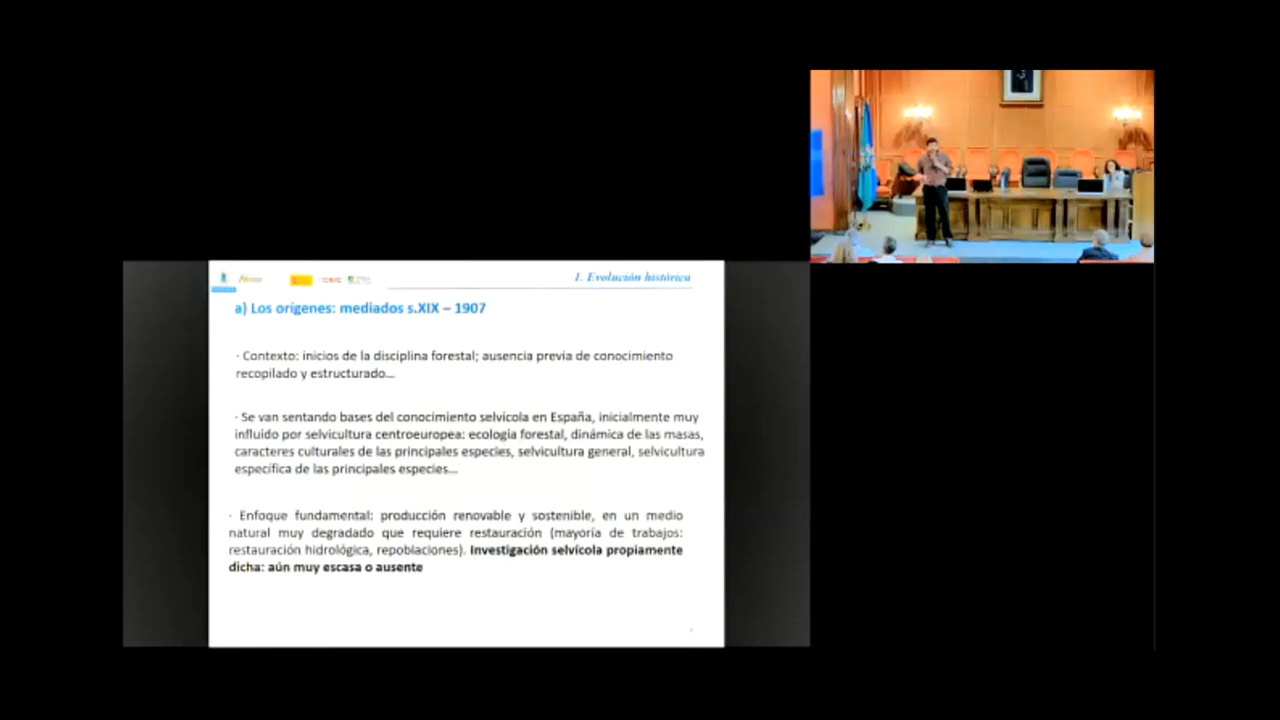 1. Evolución histórica
a) Los orígenes: mediados s.XIX – 1907
· Contexto: inicios de la disciplina forestal; ausencia previa de conocimiento
recopilado y estructurado...
· Se van sentando bases del conocimiento selvícola en España, inicialmente muy
influido por selvicultura centroeuropea: ecología forestal, dinámica de las masas,
caracteres culturales de las principales especies, selvicultura general, selvicultura
específica de las principales especies...
· Enfoque fundamental: producción renovable y sostenible, en un medio
natural muy degradado que requiere restauración (mayoría de trabajos:
restauración hidrológica, repoblaciones). Investigación selvícola propiamente
dicha: aún muy escasa o ausente